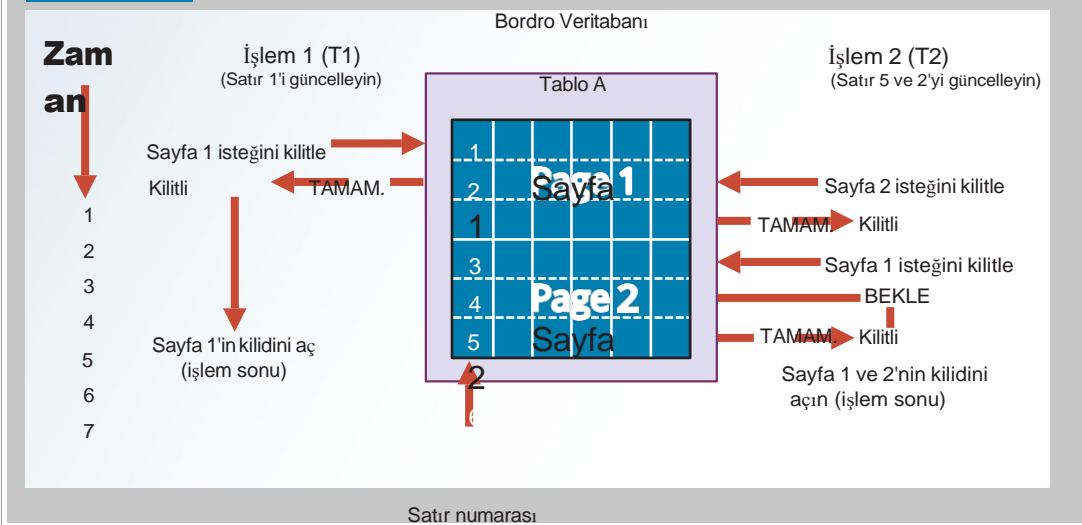 Bordro Veritabanı
Zam
an
İşlem 1 (T1)
(Satır 1'i güncelleyin)
İşlem 2 (T2)
(Satır 5 ve 2'yi güncelleyin)
Tablo A
Sayfa 1 isteğini kilitle
Kilitli
TAMAM.
Sayfa 1'in kilidini aç
(işlem sonu)
1
2
3
4
5
6
7
1
2
Page 1
Sayfa
1
3
4
Page 2
5
Sayfa
2
6
Sayfa 2 isteğini kilitle
TAMAM.
Kilitli
Sayfa 1 isteğini kilitle
BEKLE
TAMAM.
Kilitli
Sayfa 1 ve 2'nin kilidini
açın (işlem sonu)
Satır numarası